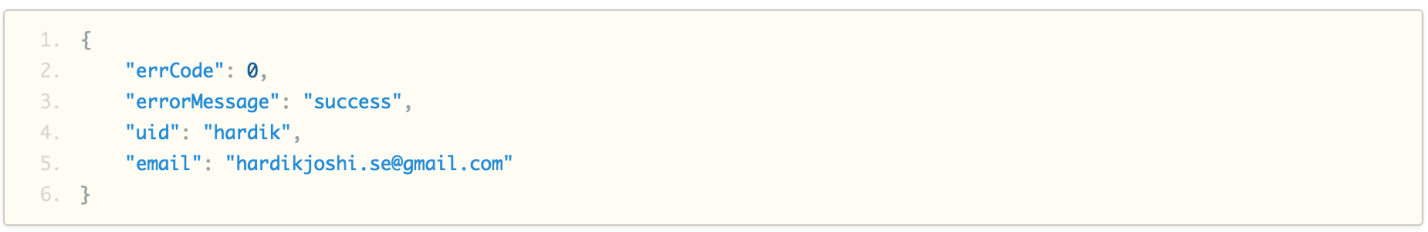 1. {
2.     "errCode": 0,
3.     "errorMessage": "success",
4.     "uid": "hardik",
5.     "email": "hardikjoshi.se@gmail.com"
6. }